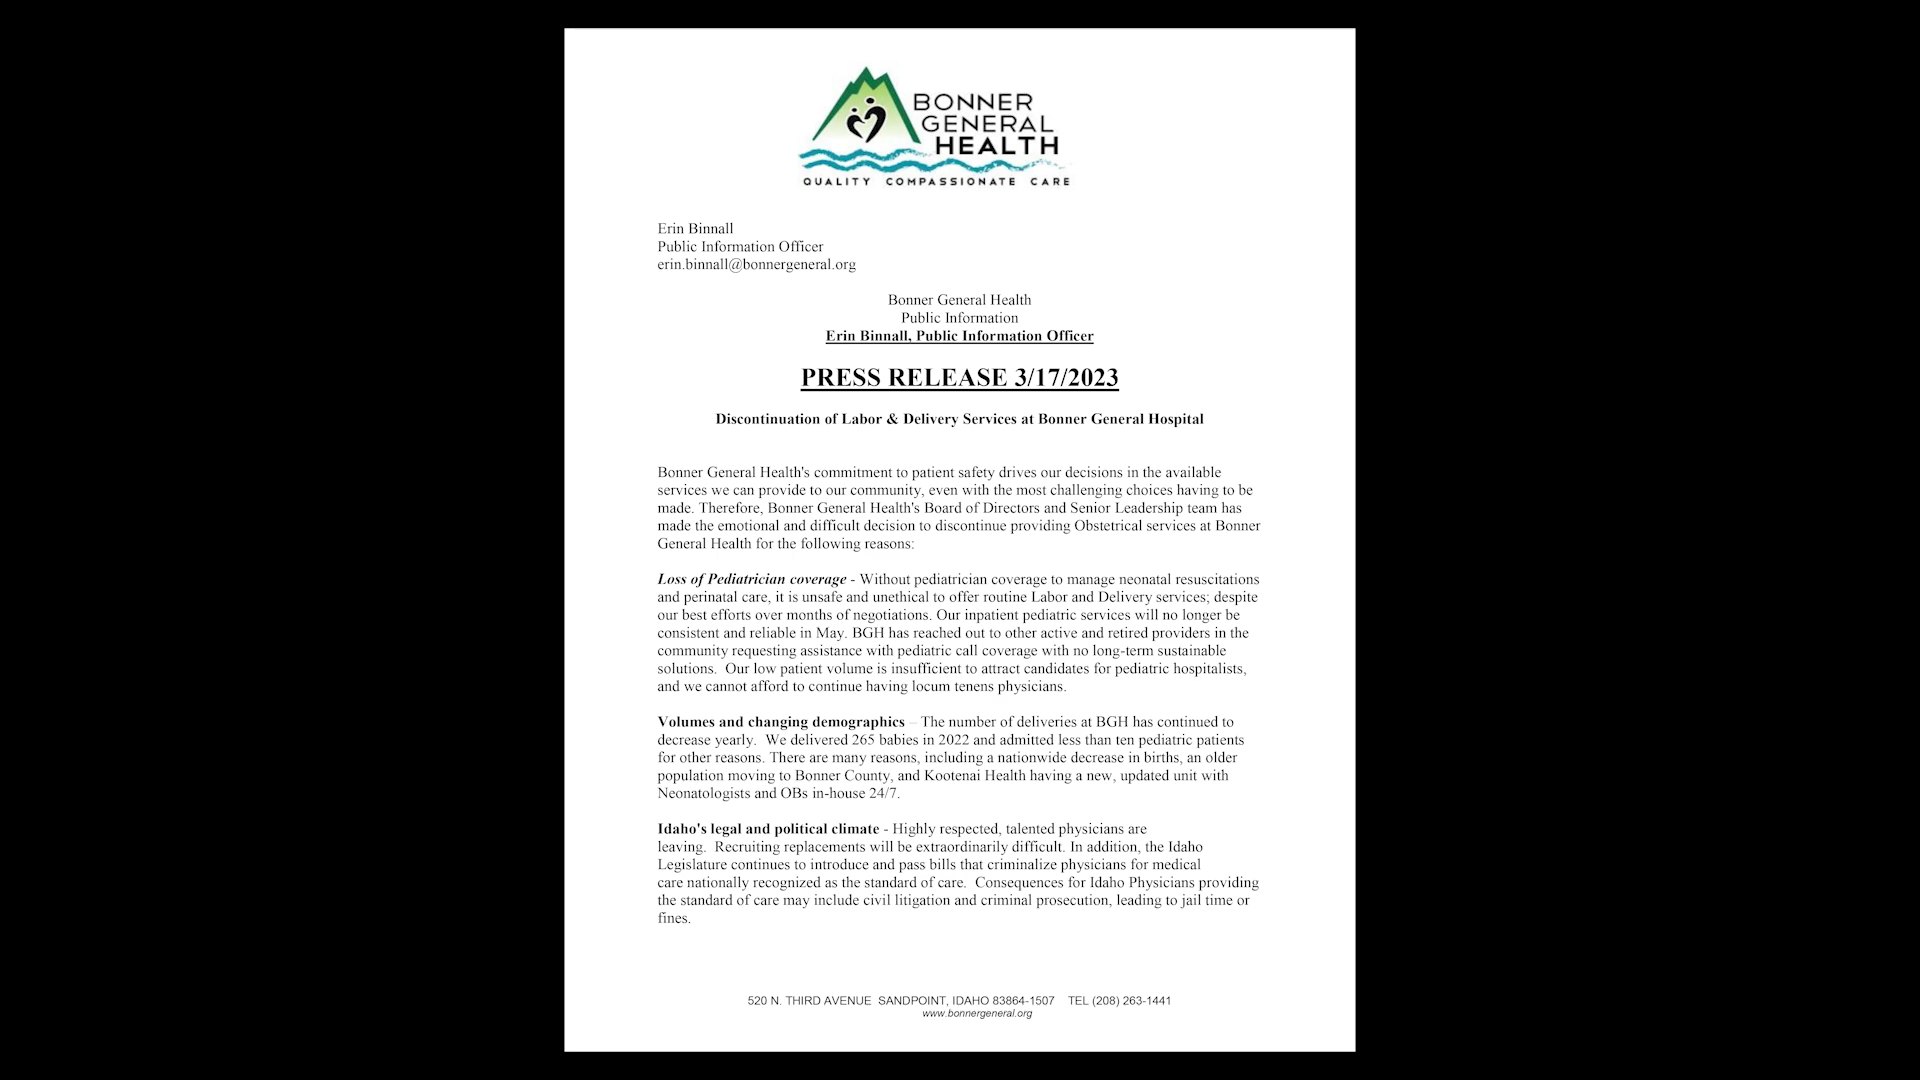 BONNER
GENERAL
HEALTH
QUALITY COMPASSIONATE CARE
Erin Binnall
Public Information Officer
erin.binnall@bonnergeneral.org
Bonner General Health
Public Information
Erin Binnall, Public Information Officer
PRESS RELEASE 3/17/2023
Discontinuation of Labor & Delivery Services at Bonner General Hospital
Bonner General Health's commitment to patient safety drives our decisions in the available
services we can provide to our community, even with the most challenging choices having to be
made. Therefore, Bonner General Health's Board of Directors and Senior Leadership team has
made the emotional and difficult decision to discontinue providing Obstetrical services at Bonner
General Health for the following reasons:
Loss of Pediatrician coverage - Without pediatrician coverage to manage neonatal resuscitations
and perinatal care, it is unsafe and unethical to offer routine Labor and Delivery services; despite
our best efforts over months of negotiations. Our inpatient pediatric services will no longer be
consistent and reliable in May. BGH has reached out to other active and retired providers in the
community requesting assistance with pediatric call coverage with no long-term sustainable
solutions.  Our low patient volume is insufficient to attract candidates for pediatric hospitalists,
and we cannot afford to continue having locum tenens physicians.
Volumes and changing demographics – The number of deliveries at BGH has continued to
decrease yearly.  We delivered 265 babies in 2022 and admitted less than ten pediatric patients
for other reasons. There are many reasons, including a nationwide decrease in births, an older
population moving to Bonner County, and Kootenai Health having a new, updated unit with
Neonatologists and OBs in-house 24/7.
Idaho's legal and political climate - Highly respected, talented physicians are
leaving.  Recruiting replacements will be extraordinarily difficult. In addition, the Idaho
Legislature continues to introduce and pass bills that criminalize physicians for medical
care nationally recognized as the standard of care.  Consequences for Idaho Physicians providing
the standard of care may include civil litigation and criminal prosecution, leading to jail time or
fines.
520 N. THIRD AVENUE  SANDPOINT, IDAHO 83864-1507    TEL (208) 263-1441
www.bonnergeneral.org